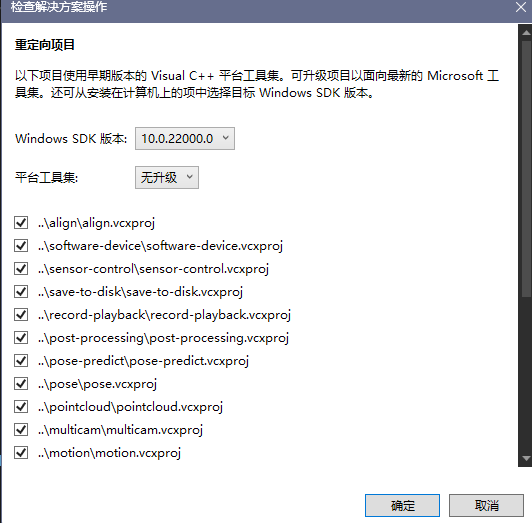 检查解决方案操作
重定向项目
以下项目使用早期版本的 Visual C++ 平台工具集。可升级项目以面向最新的 Microsoft 工
具集。还可从安装在计算机上的项中选择目标 Windows SDK 版本。
Windows SDK 版本: 10.0.22000.0
平台工具集: 无升级
..\align\align.vcxproj
..\software-device\software-device.vcxproj
..\sensor-control\sensor-control.vcxproj
..\save-to-disk\save-to-disk.vcxproj
..\record-playback\record-playback.vcxproj
..\post-processing\post-processing.vcxproj
..\pose-predict\pose-predict.vcxproj
..\pose\pose.vcxproj
..\pointcloud\pointcloud.vcxproj
..\multicam\multicam.vcxproj
..\motion\motion.vcxproj
确定 取消